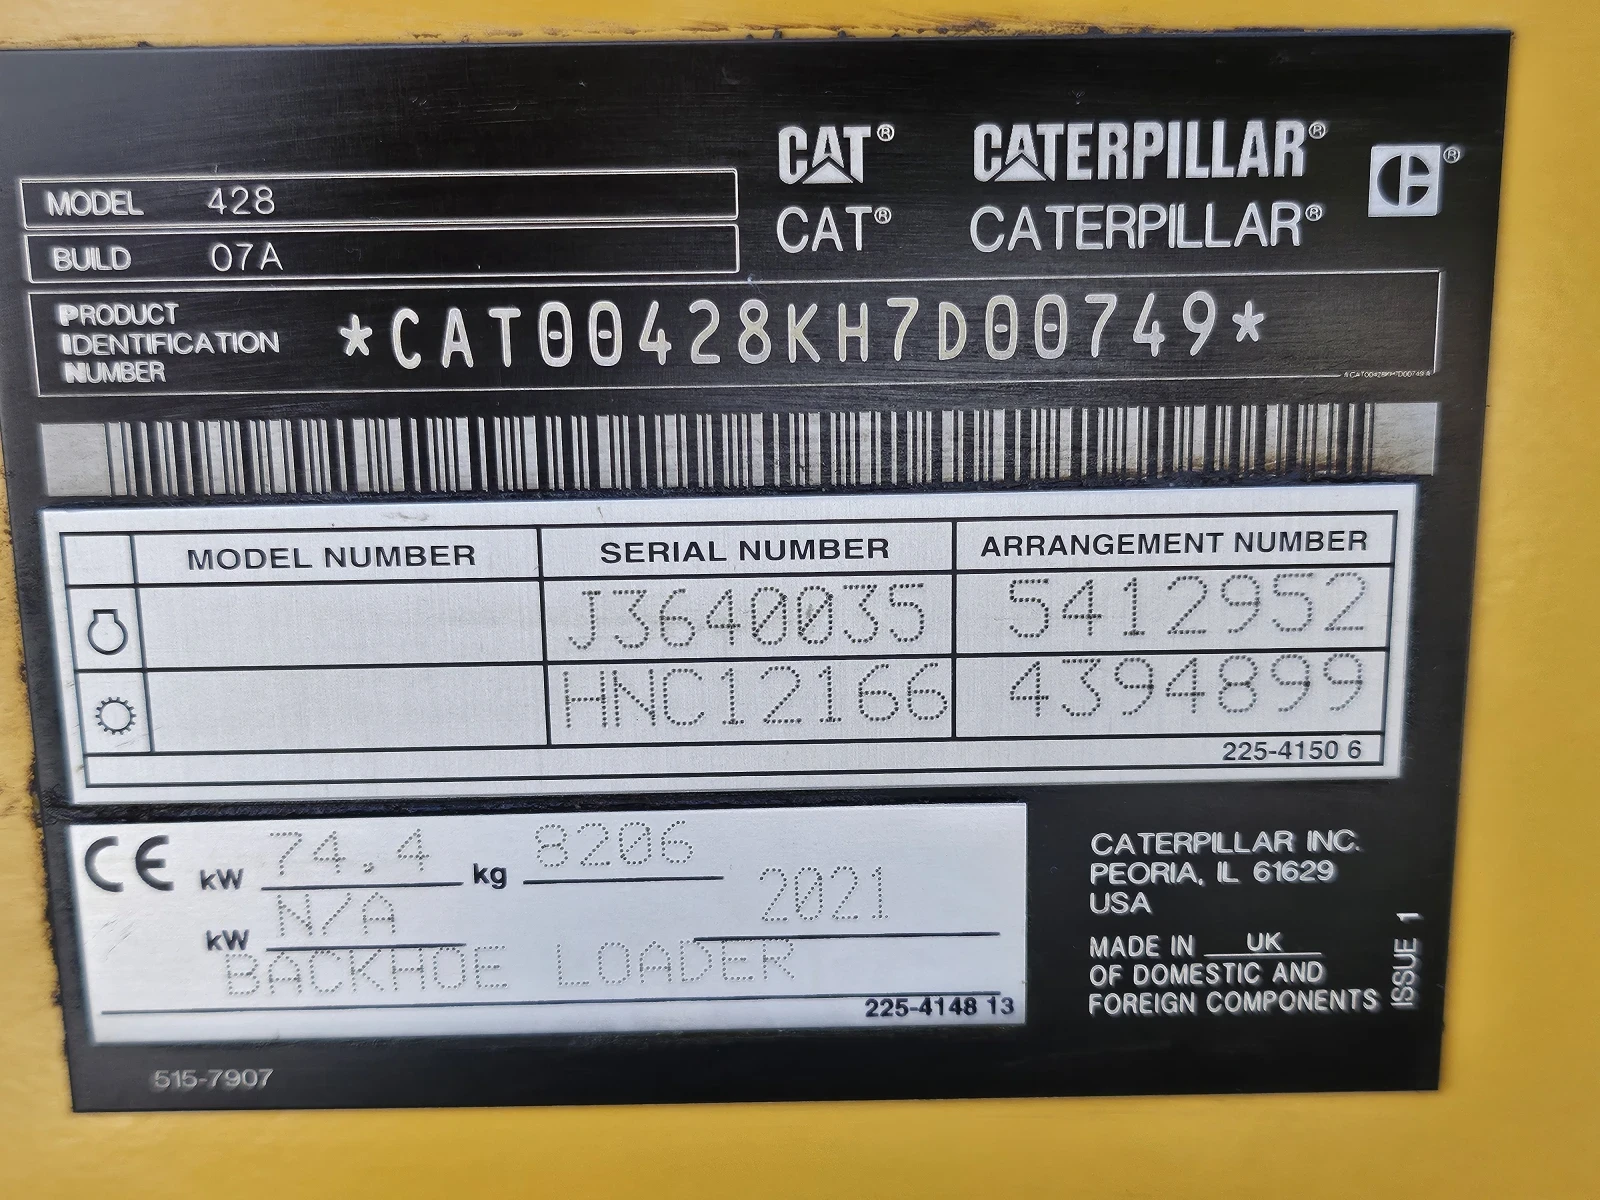 CAT® CATERPILLAR®
CAT® CATERPILLAR®
MODEL 428
BUILD 07A
PRODUCT
IDENTIFICATION
NUMBER
*CAT00428KH7D00749*
*CAT00428KH7D00749*
MODEL NUMBER SERIAL NUMBER ARRANGEMENT NUMBER
J3640035 5412952
HNC12166 4394899
225-4150 6
CE kW 74.4 kg 8206
kW N/A 2021
BACKHOE LOADER
225-4148 13
CATERPILLAR INC.
PEORIA, IL 61629
USA
MADE IN UK
OF DOMESTIC AND
FOREIGN COMPONENTS
ISSUE 1
515-7907